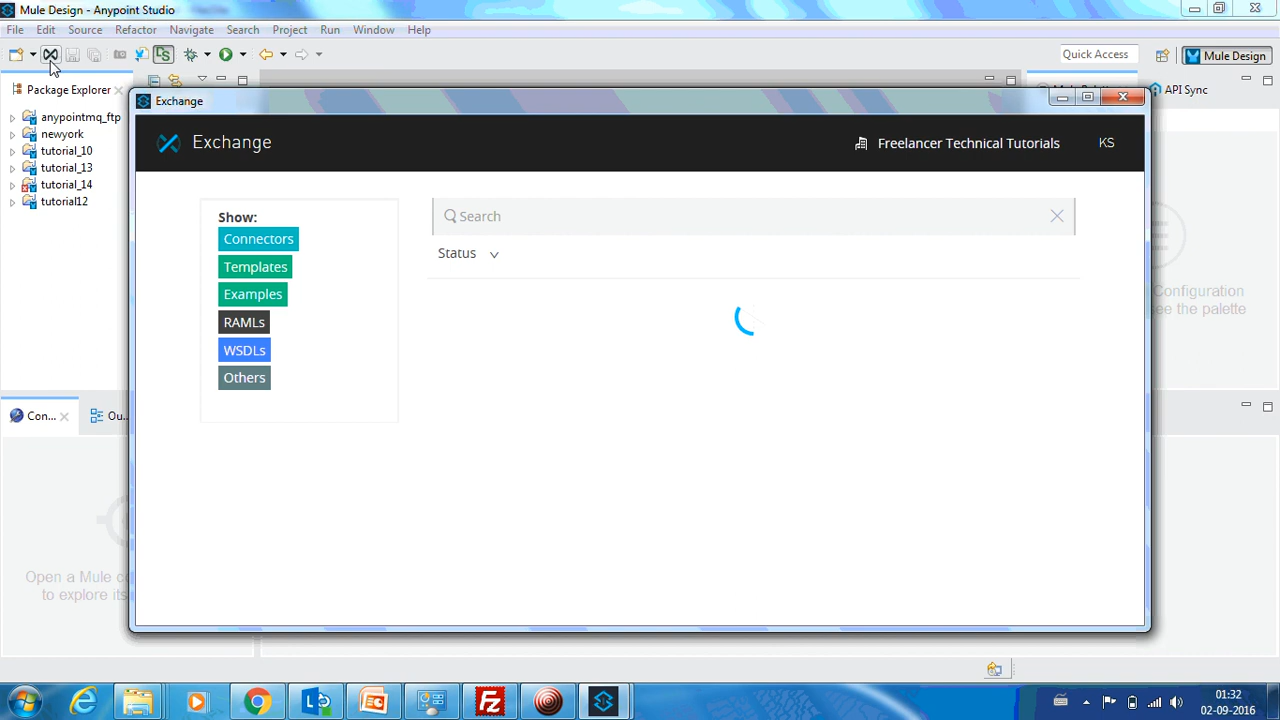 Mule Design - Anypoint Studio
File Edit Source Refactor Navigate Search Project Run Window Help
Quick Access
Mule Design
Package Explorer
API Sync
anypointmq_ftp
newyork
tutorial_10
tutorial_13
tutorial_14
tutorial12
Exchange
Exchange
Freelancer Technical Tutorials
KS
Show:
Connectors
Templates
Examples
RAMLs
WSDLs
Others
Search
Status
Configuration
see the palette
Con...
Ou...
Open a Mule
to explore its
01:32
02-09-2016